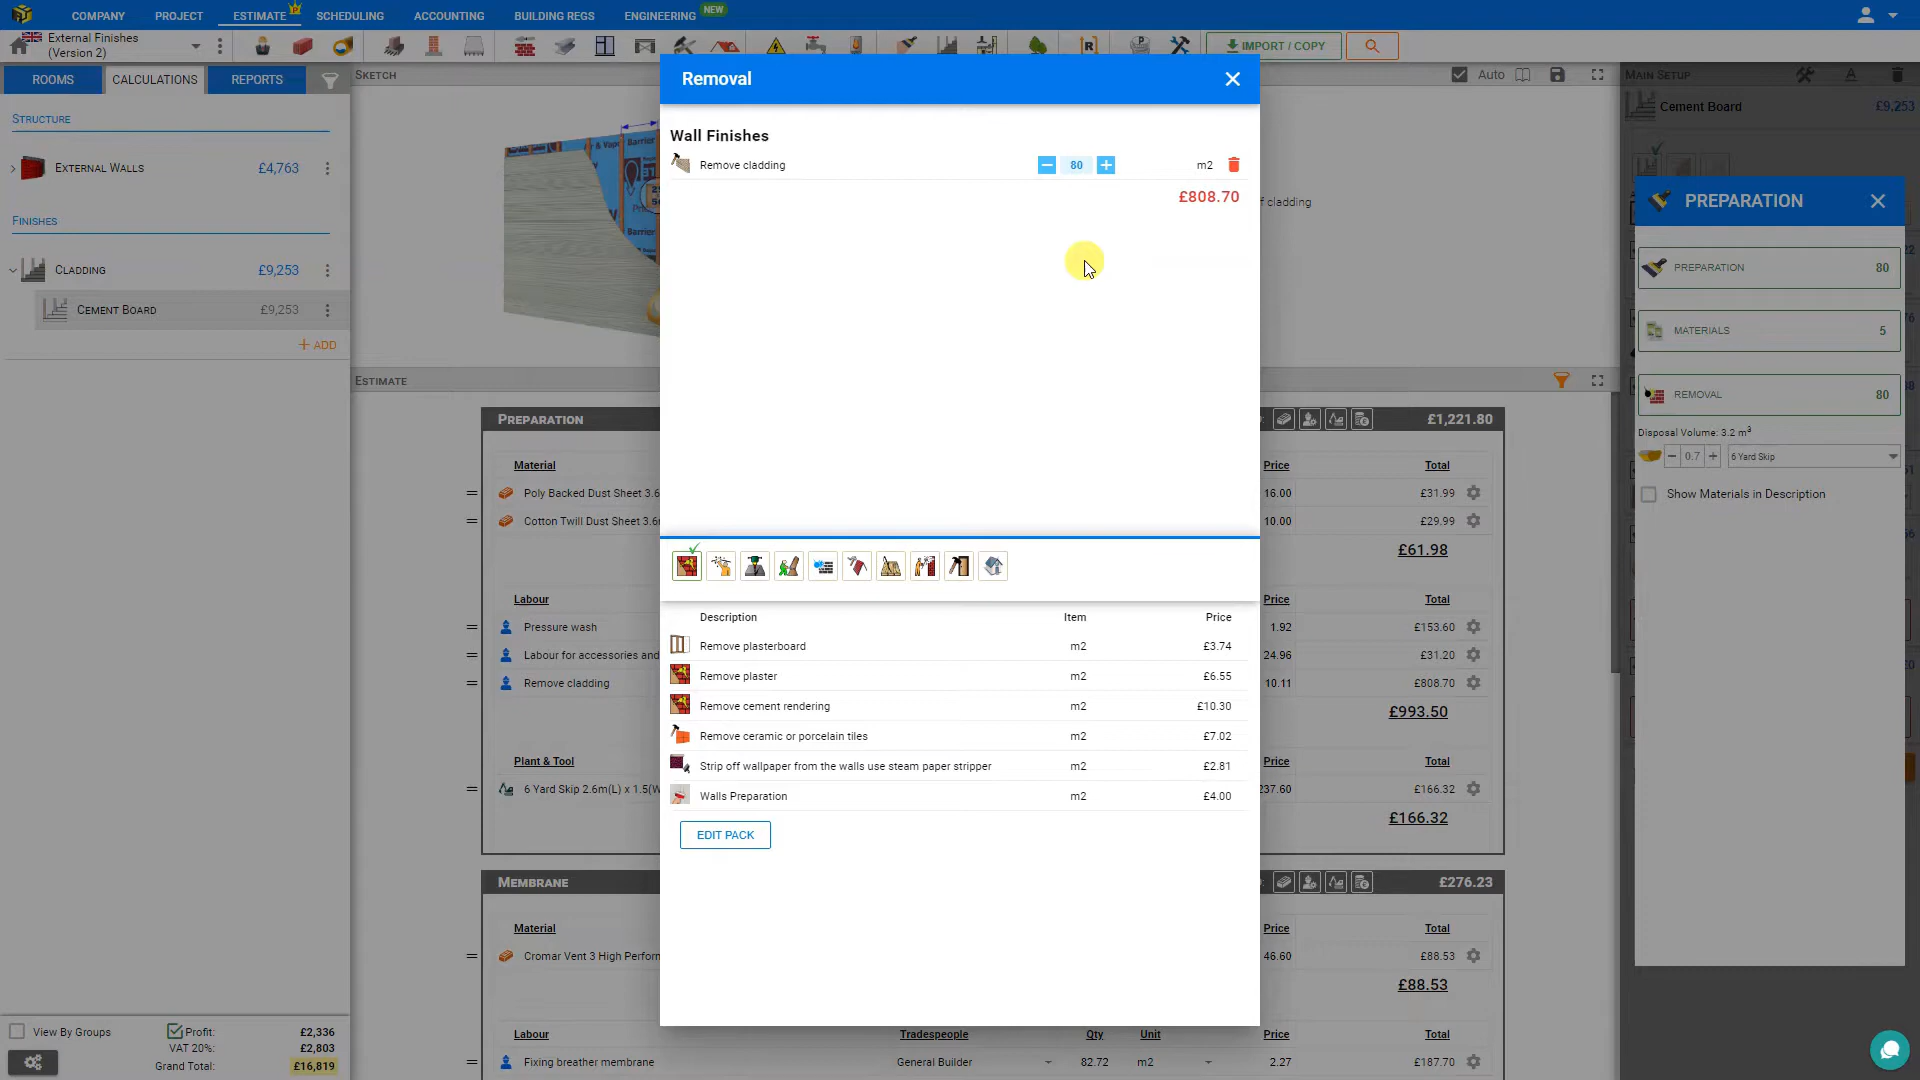 COMPANY PROJECT ESTIMATE SCHEDULING ACCOUNTING BUILDING REGS ENGINEERING NEW
External Finishes
(Version 2)
IMPORT / COPY
ROOMS CALCULATIONS REPORTS
STRUCTURE
EXTERNAL WALLS £4,763
FINISHES
CLADDING £9,253
CEMENT BOARD £9,253
+ ADD
View By Groups
Profit: £2,336
VAT 20%: £2,803
Grand Total: £16,819
SKETCH
Auto
Barrier
f cladding
ESTIMATE
PREPARATION £1,221.80
Material Price Total
Poly Backed Dust Sheet 3.6 16.00 £31.99
Cotton Twill Dust Sheet 3.6 10.00 £29.99
£61.98
Labour Price Total
Pressure wash 1.92 £153.60
Labour for accessories and 24.96 £31.20
Remove cladding 10.11 £808.70
£993.50
Plant & Tool Price Total
6 Yard Skip 2.6m(L) x 1.5(W 237.60 £166.32
£166.32
MEMBRANE £276.23
Material Price Total
Cromar Vent 3 High Perfor 46.60 £88.53
£88.53
Labour Tradespeople Qty Unit Price Total
Fixing breather membrane General Builder 82.72 m2 2.27 £187.70
Removal
Wall Finishes
Remove cladding 80 m2
£808.70
Description Item Price
Remove plasterboard m2 £3.74
Remove plaster m2 £6.55
Remove cement rendering m2 £10.30
Remove ceramic or porcelain tiles m2 £7.02
Strip off wallpaper from the walls use steam paper stripper m2 £2.81
Walls Preparation m2 £4.00
EDIT PACK
MAIN SETUP
Cement Board £9,253
PREPARATION
PREPARATION 80
MATERIALS 5
REMOVAL 80
Disposal Volume: 3.2 m³
0.7 6 Yard Skip
Show Materials in Description